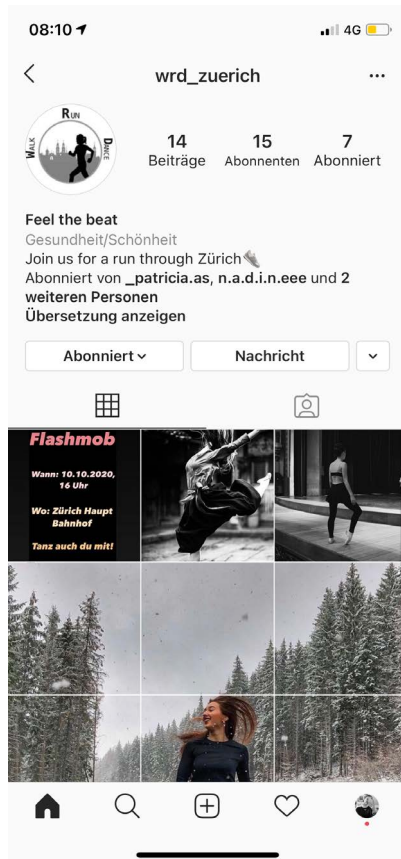 08:10 4G
wrd_zuerich
RUN
WALK
DANCE
14 15 7
Beiträge Abonnenten Abonniert
Feel the beat
Gesundheit/Schönheit
Join us for a run through Zürich👟
Abonniert von _patricia.as, n.a.d.i.n.eee und 2
weiteren Personen
Übersetzung anzeigen
Abonniert Nachricht
Flashmob
Wann: 10.10.2020,
16 Uhr
Wo: Zürich Haupt
Bahnhof
Tanz auch du mit!